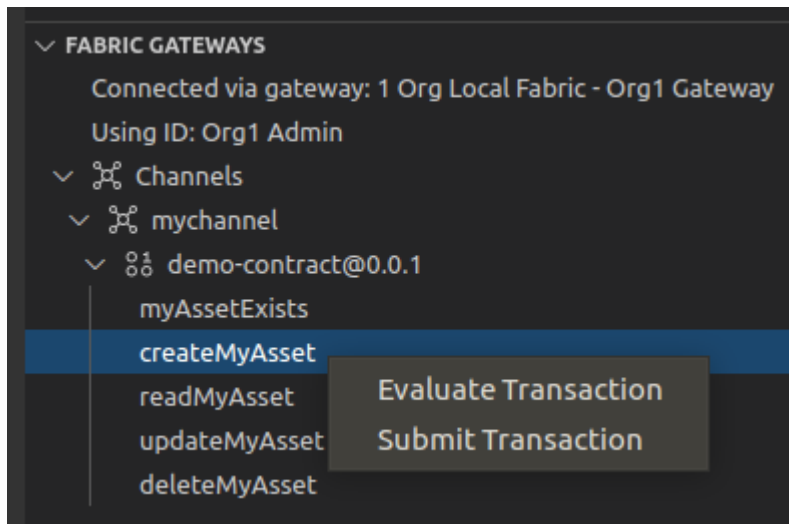 FABRIC GATEWAYS
Connected via gateway: 1 Org Local Fabric - Org1 Gateway
Using ID: Org1 Admin
Channels
mychannel
demo-contract@0.0.1
myAssetExists
createMyAsset
readMyAsset
updateMyAsset
deleteMyAsset
Evaluate Transaction
Submit Transaction